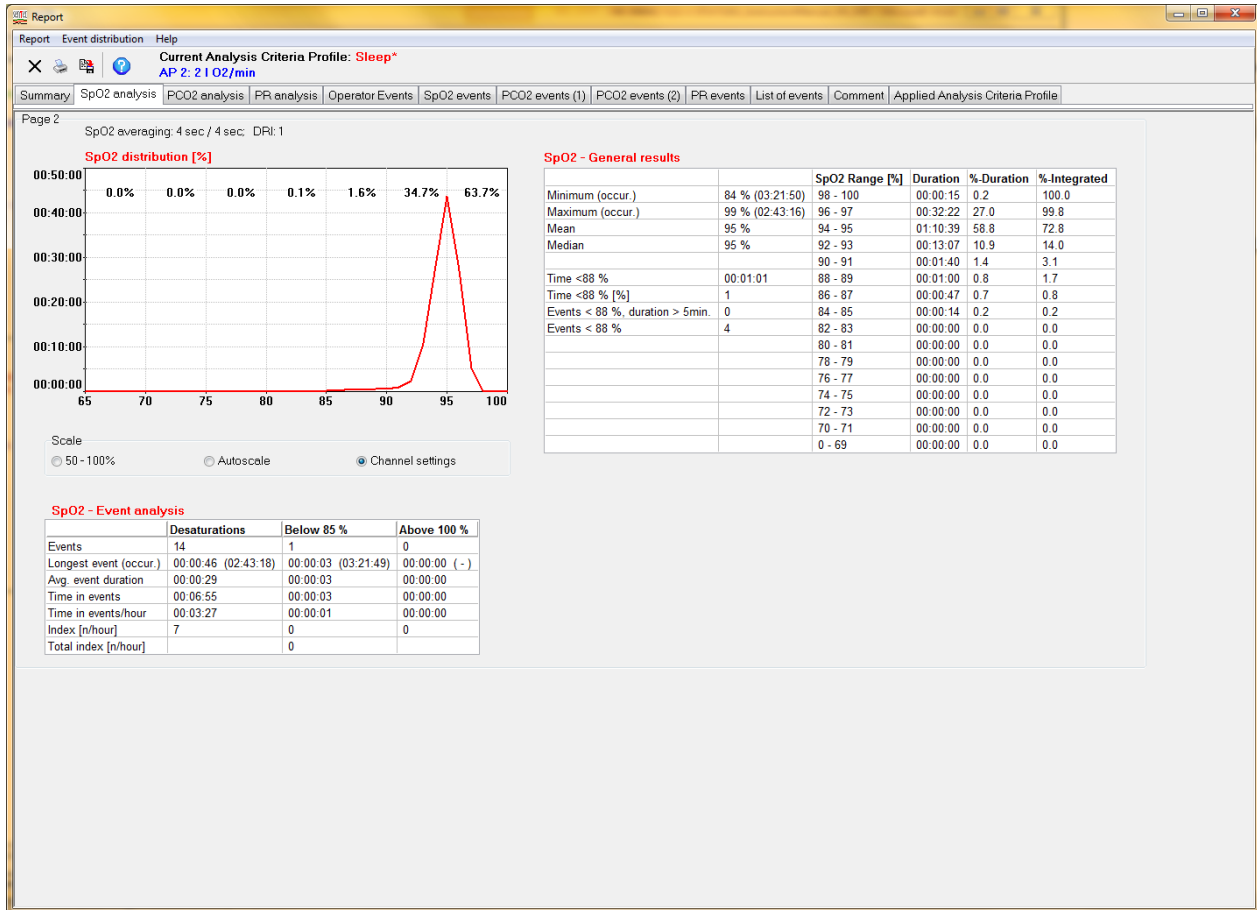 Report
Report Event distribution Help
Current Analysis Criteria Profile: Sleep*
AP 2: 2 l O2/min
Summary SpO2 analysis PCO2 analysis PR analysis Operator Events SpO2 events PCO2 events (1) PCO2 events (2) PR events List of events Comment Applied Analysis Criteria Profile
Page 2
SpO2 averaging: 4 sec / 4 sec; DRI: 1
SpO2 distribution [%]
00:50:00
0.0% 0.0% 0.0% 0.1% 1.6% 34.7% 63.7%
00:40:00
00:30:00
00:20:00
00:10:00
00:00:00
65 70 75 80 85 90 95 100
Scale
50 - 100% Autoscale Channel settings
SpO2 - General results
SpO2 Range [%] Duration %-Duration %-Integrated
Minimum (occur.) 84 % (03:21:50) 98 - 100 00:00:15 0.2 100.0
Maximum (occur.) 99 % (02:43:16) 96 - 97 00:32:22 27.0 99.8
Mean 95 % 94 - 95 01:10:39 58.8 72.8
Median 95 % 92 - 93 00:13:07 10.9 14.0
90 - 91 00:01:40 1.4 3.1
Time <88 % 00:01:01 88 - 89 00:01:00 0.8 1.7
Time <88 % [%] 1 86 - 87 00:00:47 0.7 0.8
Events < 88 %, duration > 5min. 0 84 - 85 00:00:14 0.2 0.2
Events < 88 % 4 82 - 83 00:00:00 0.0 0.0
80 - 81 00:00:00 0.0 0.0
78 - 79 00:00:00 0.0 0.0
76 - 77 00:00:00 0.0 0.0
74 - 75 00:00:00 0.0 0.0
72 - 73 00:00:00 0.0 0.0
70 - 71 00:00:00 0.0 0.0
0 - 69 00:00:00 0.0 0.0
SpO2 - Event analysis
Desaturations Below 85 % Above 100 %
Events 14 1 0
Longest event (occur.) 00:00:46 (02:43:18) 00:00:03 (03:21:49) 00:00:00 ( - )
Avg. event duration 00:00:29 00:00:03 00:00:00
Time in events 00:06:55 00:00:03 00:00:00
Time in events/hour 00:03:27 00:00:01 00:00:00
Index [n/hour] 7 0 0
Total index [n/hour] 0